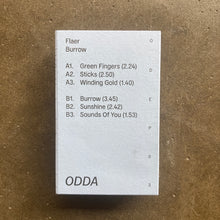 Flaer
Burrow
A1. Green Fingers (2.24)
A2. Sticks (2.50)
A3. Winding Gold (1.40)
B1. Burrow (3.45)
B2. Sunshine (2.42)
B3. Sounds Of You (1.53)
ODDA